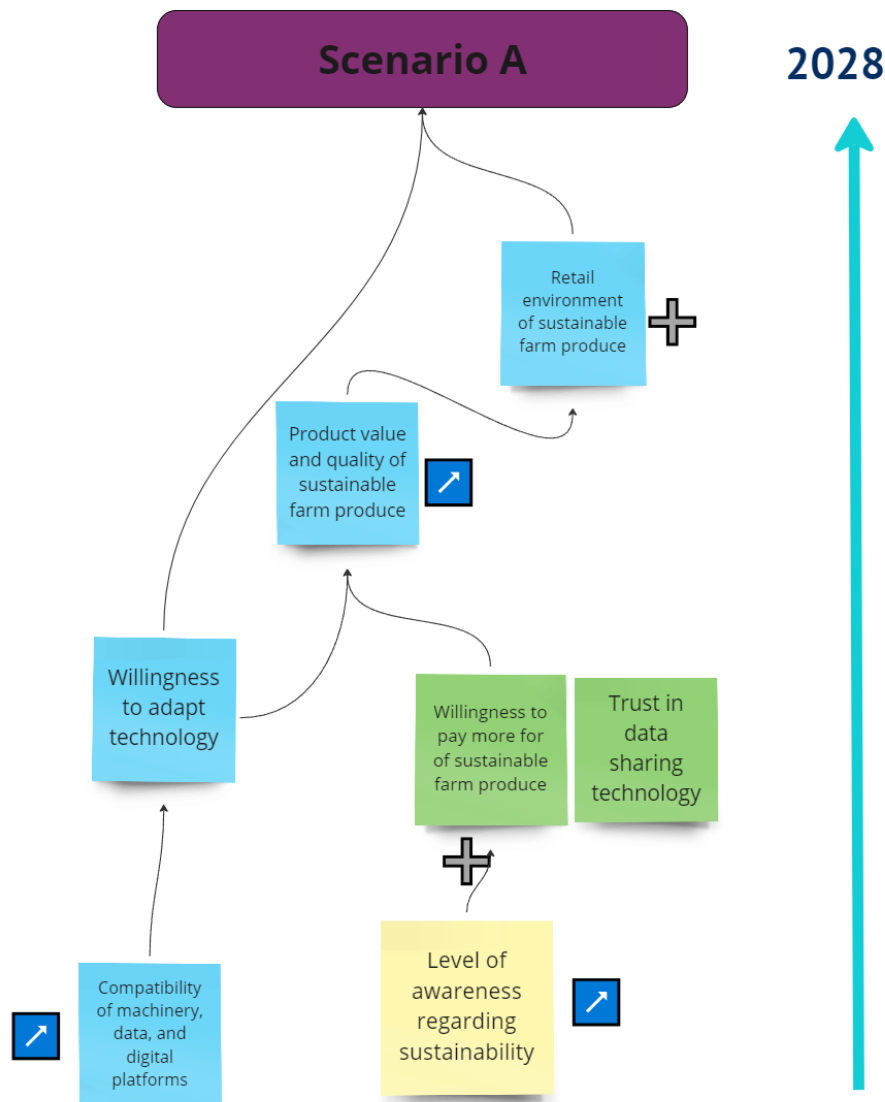 Scenario A
2028
Retail
environment
of sustainable
farm produce
Product value
and quality of
sustainable
farm produce
Willingness
to adapt
technology
Willingness to
pay more for
of sustainable
farm produce
Trust in
data
sharing
technology
Level of
awareness
regarding
sustainability
Compatibility
of machinery,
data, and
digital
platforms